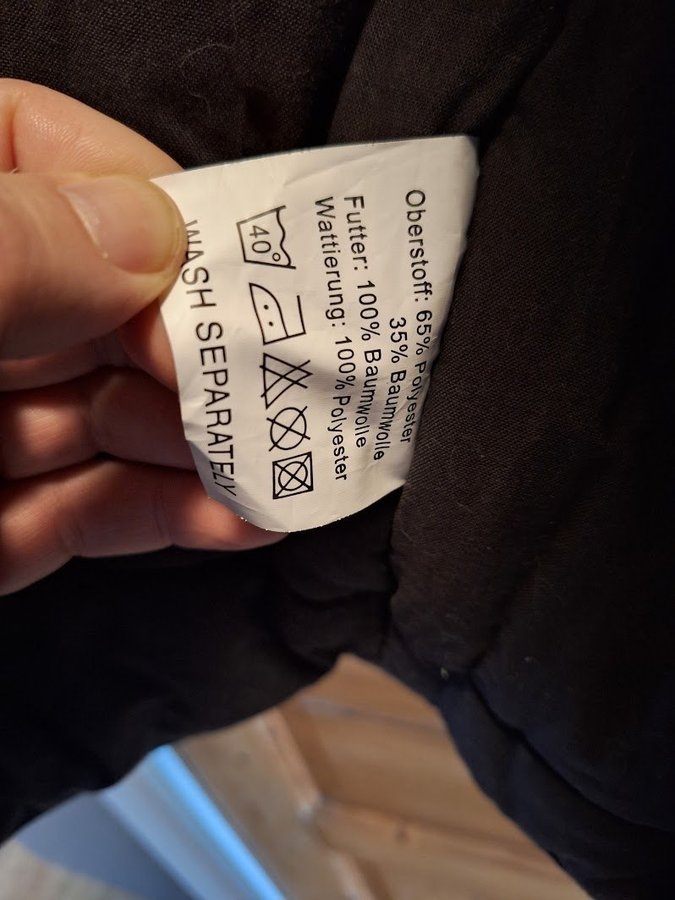 Oberstoff: 65% Polyester
35% Baumwolle
Futter: 100% Baumwolle
Wattierung: 100% Polyester
40°
WASH SEPARATELY